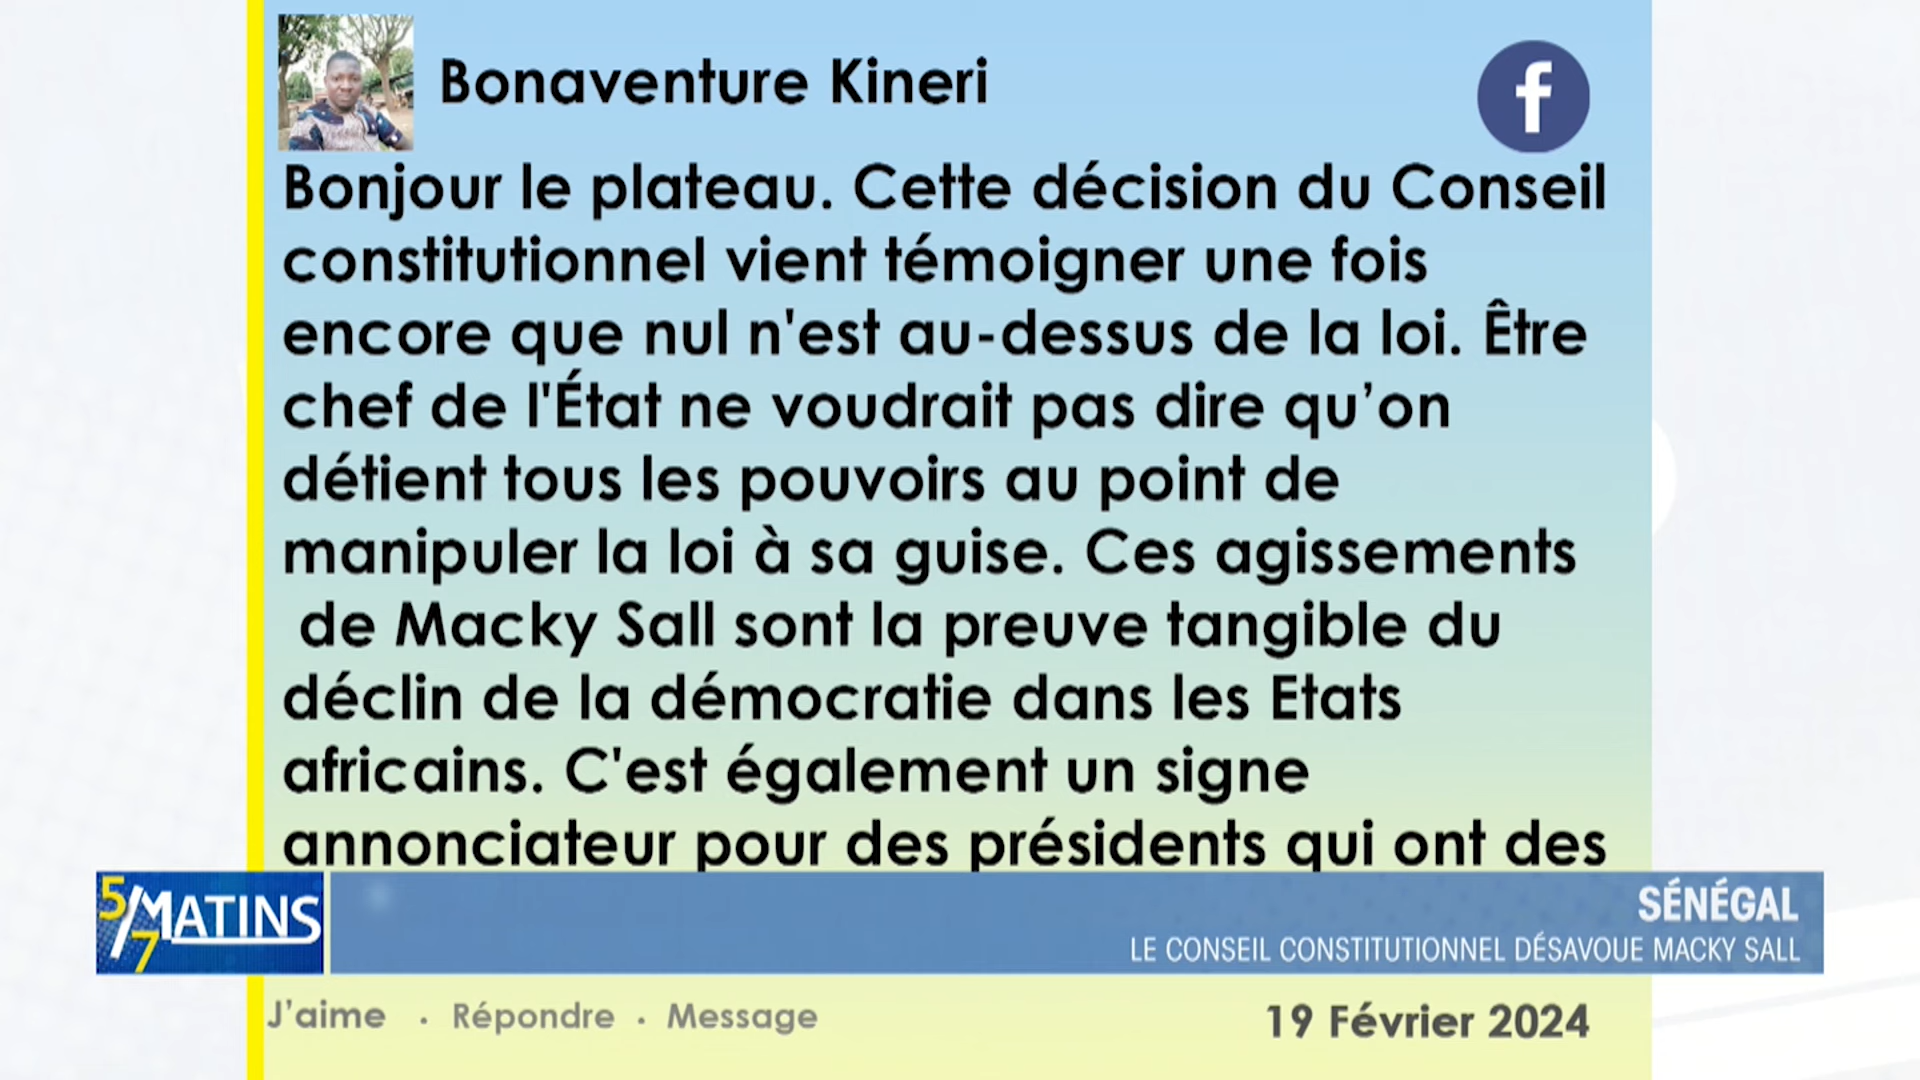 Bonaventure Kineri
f
Bonjour le plateau. Cette décision du Conseil
constitutionnel vient témoigner une fois
encore que nul n'est au-dessus de la loi. Être
chef de l'État ne voudrait pas dire qu’on
détient tous les pouvoirs au point de
manipuler la loi à sa guise. Ces agissements
de Macky Sall sont la preuve tangible du
déclin de la démocratie dans les Etats
africains. C'est également un signe
annonciateur pour des présidents qui ont des
5/7 MATINS
SÉNÉGAL
LE CONSEIL CONSTITUTIONNEL DÉSAVOUE MACKY SALL
J’aime · Répondre · Message
19 Février 2024